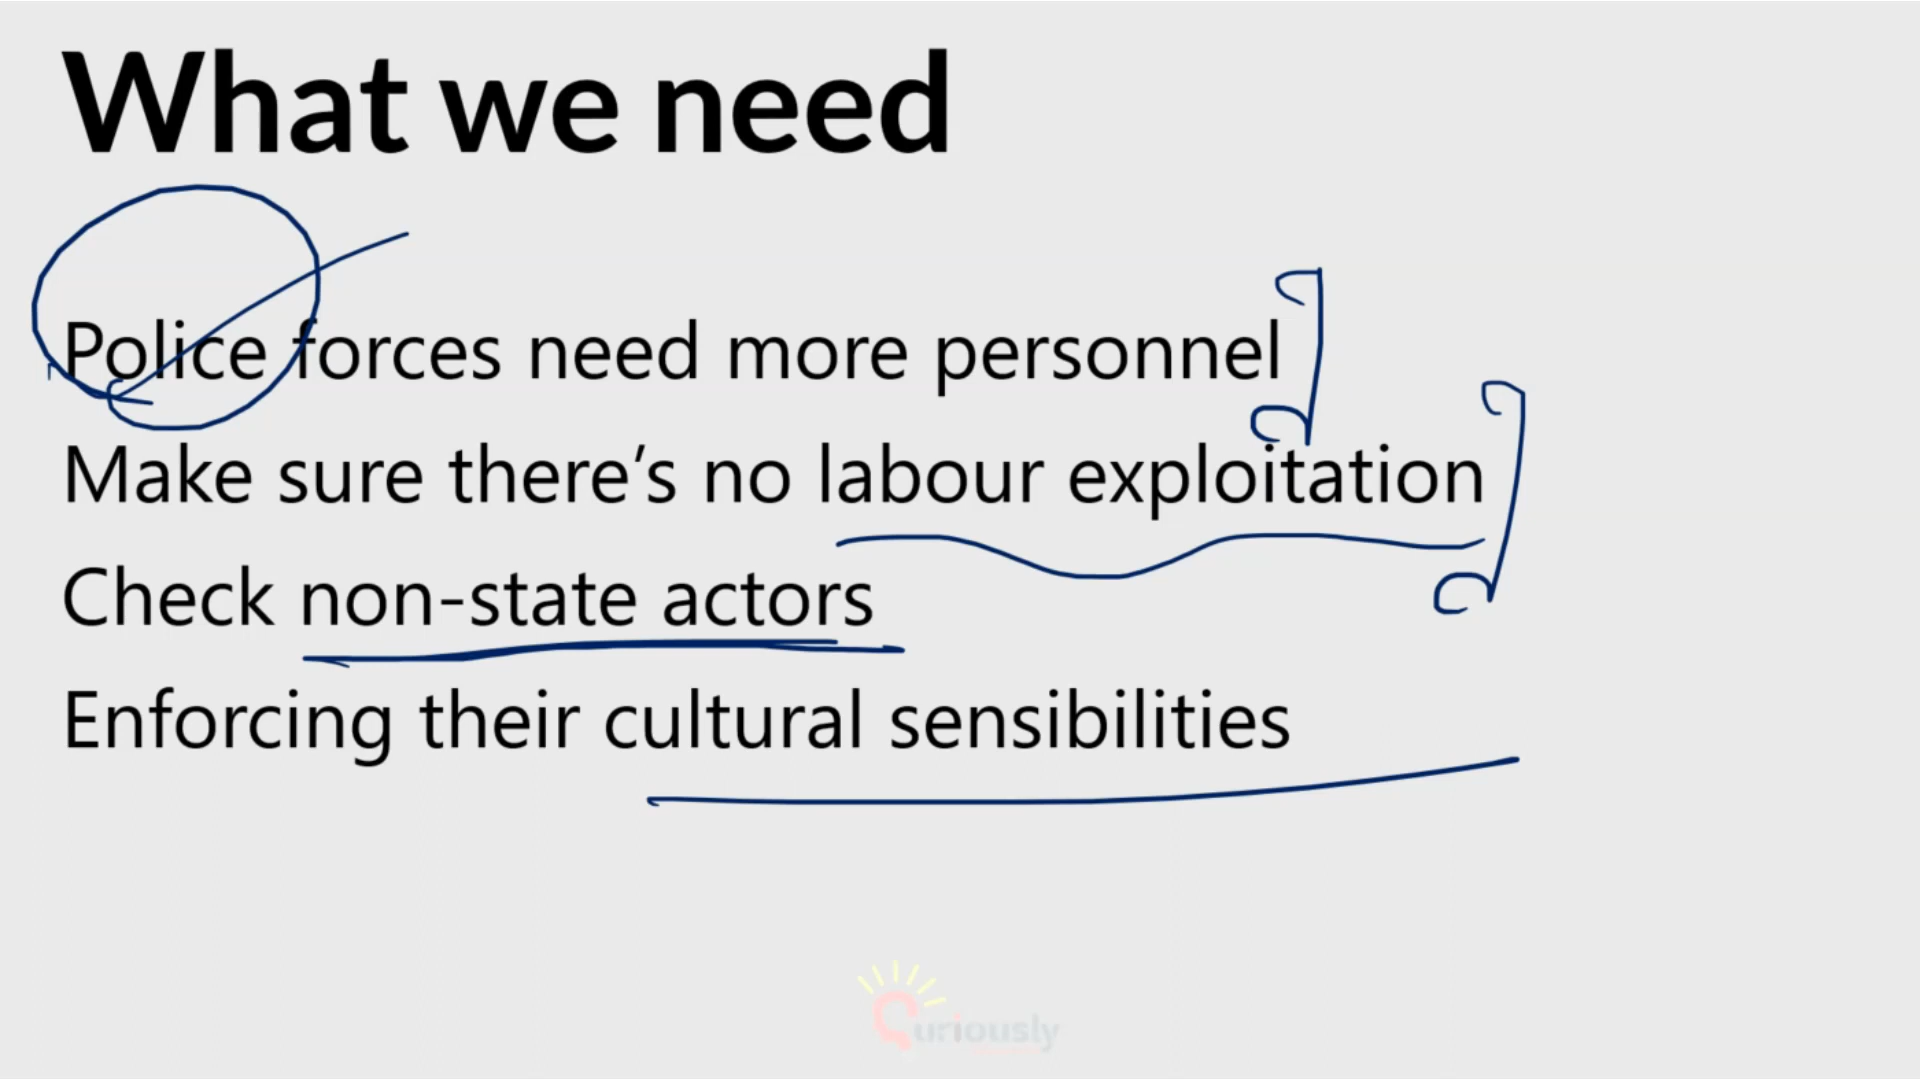 What we need
Police forces need more personnel
Make sure there’s no labour exploitation
Check non-state actors
Enforcing their cultural sensibilities
Curiously